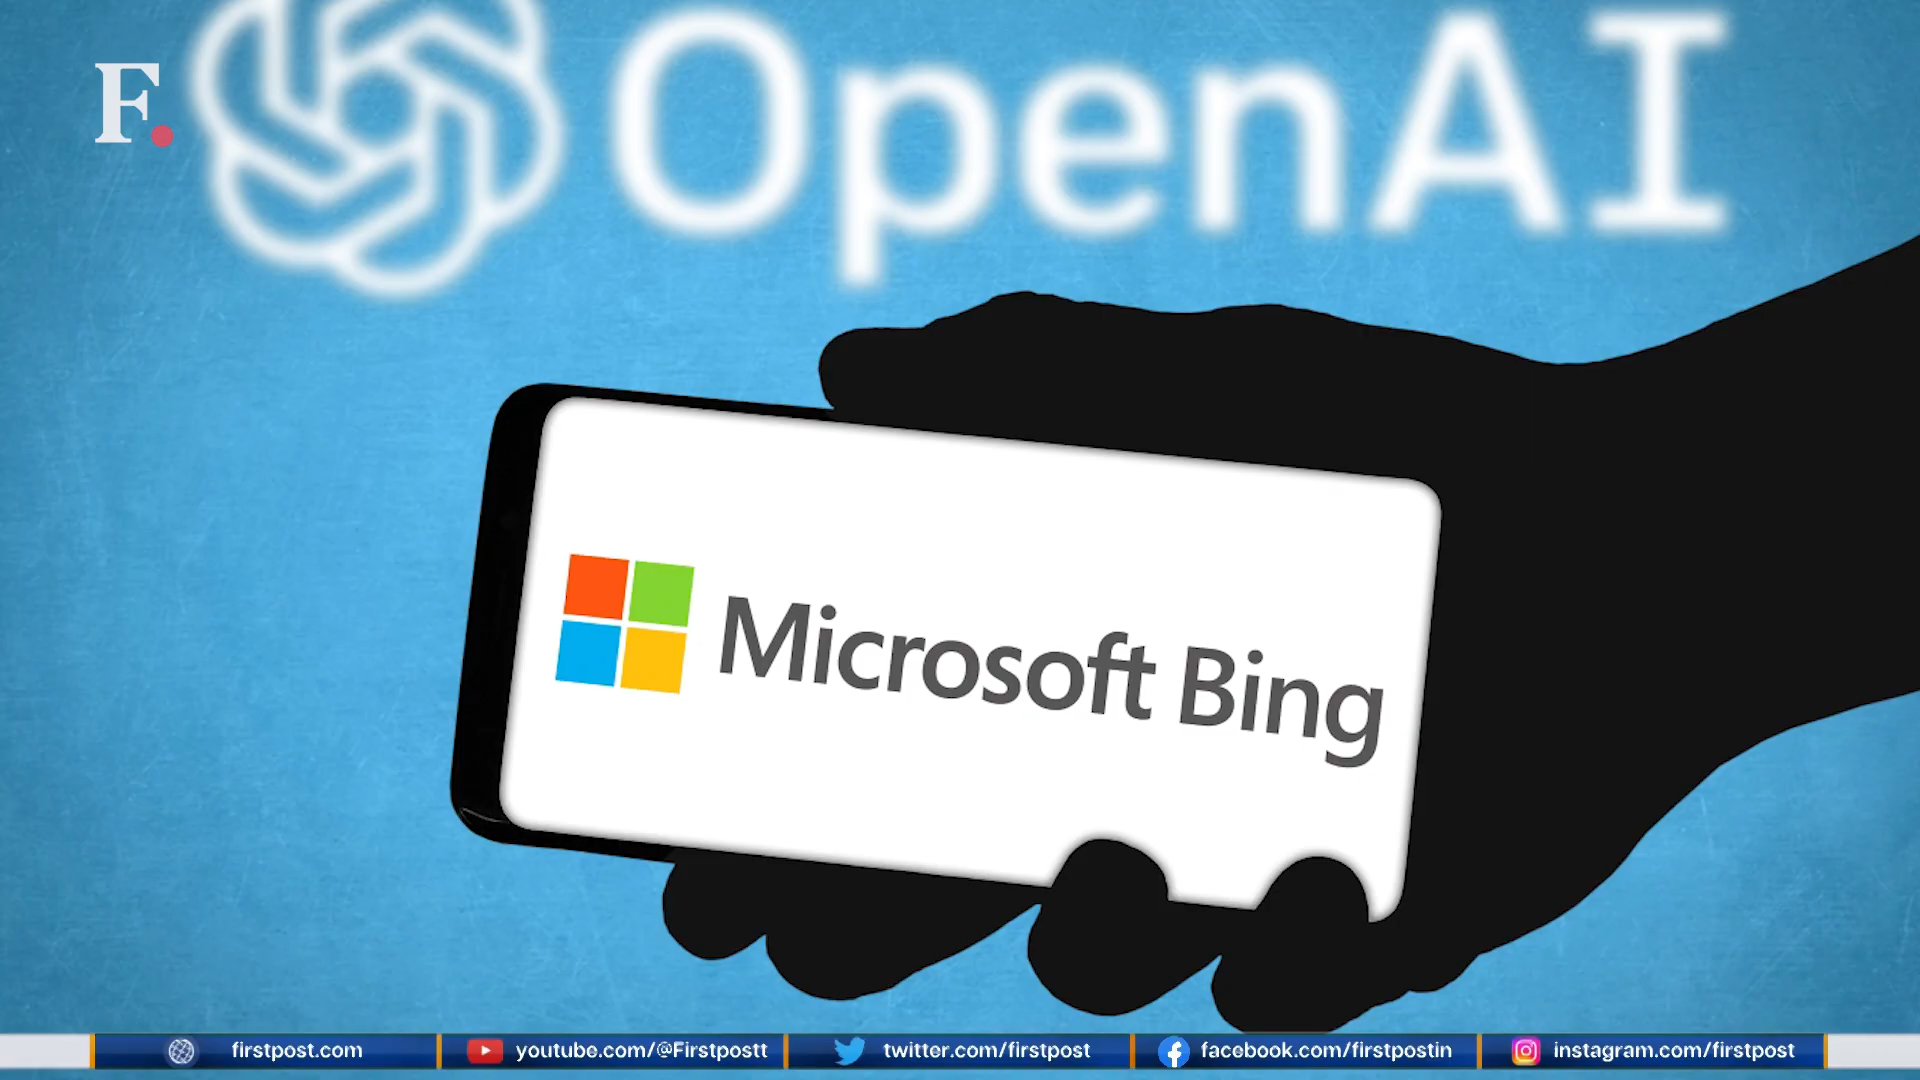 OpenAI
F.
Microsoft Bing
firstpost.com
youtube.com/@Firstpostt
twitter.com/firstpost
facebook.com/firstpostin
instagram.com/firstpost